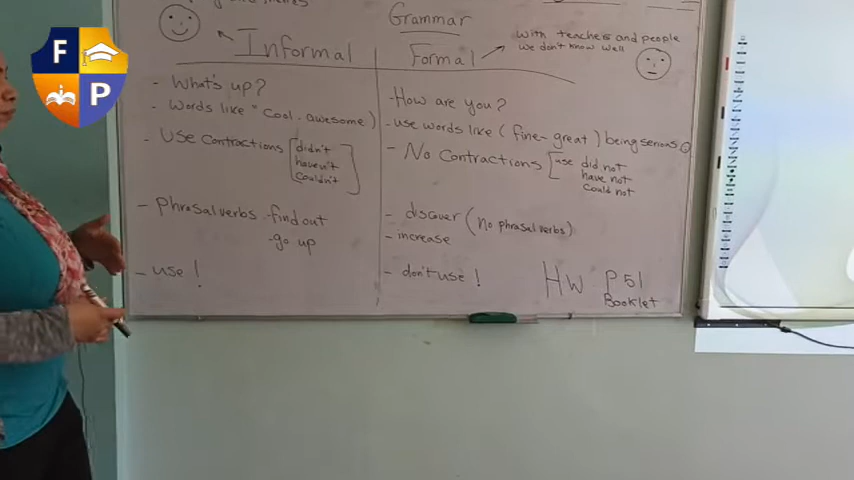 F
P
Grammar
with teachers and people
we don't know well
Informal
Formal
- What's up?
- How are you?
- words like "Cool. awesome)
- use words like (fine - great) being serious
- Use contractions
didn't
haven't
couldn't
- No contractions
use did not
have not
could not
- Phrasal verbs - find out
- go up
- discover (no phrasal verbs)
- increase
- use !
- don't use !
HW P51
Booklet